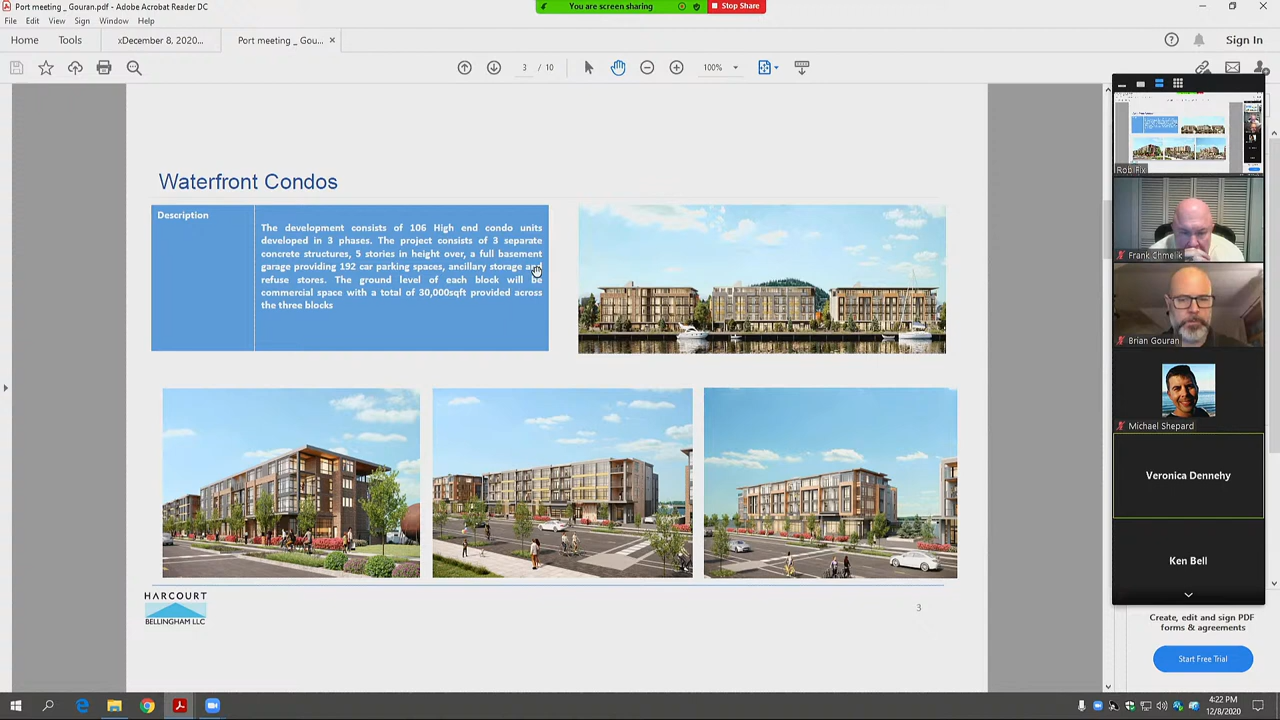 Port meeting _ Gouran.pdf - Adobe Acrobat Reader DC
You are screen sharing
Stop Share
File Edit View Sign Window Help
Home Tools
xDecember 8, 2020...
Port meeting _ Gou... ×
Sign In
3 / 10
100%
Waterfront Condos
Description
The development consists of 106 High end condo units
developed in 3 phases. The project consists of 3 separate
concrete structures, 5 stories in height over, a full basement
garage providing 192 car parking spaces, ancillary storage and
refuse stores. The ground level of each block will be
commercial space with a total of 30,000sqft provided across
the three blocks
HARCOURT
BELLINGHAM LLC
3
Rob Fix
Frank Chmelik
Brian Gouran
Michael Shepard
Veronica Dennehy
Ken Bell
Create, edit and sign PDF
forms & agreements
Start Free Trial
4:22 PM
12/8/2020